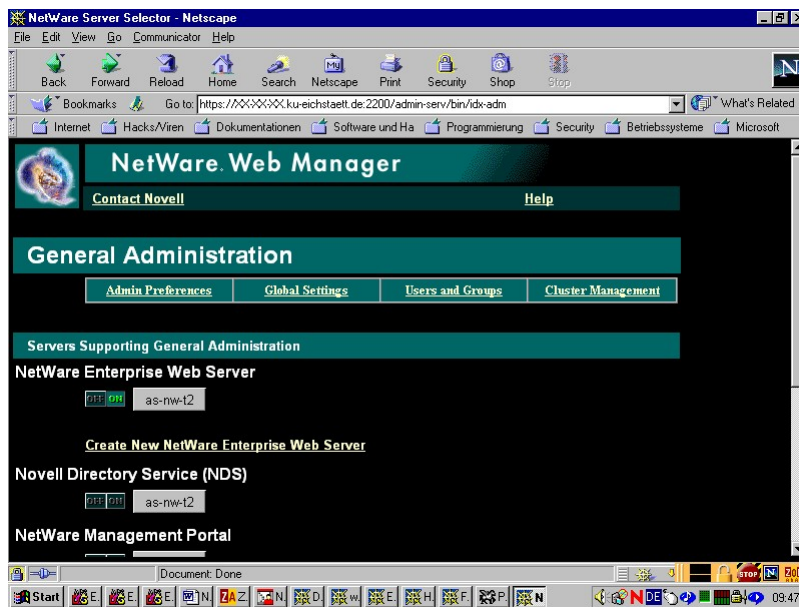 NetWare Server Selector - Netscape
File Edit View Go Communicator Help
Back Forward Reload Home Search Netscape Print Security Shop Stop
Bookmarks Go to: https://XX-XX-XX.ku-eichstaett.de:2200/admin-serv/bin/idx-adm What's Related
Internet Hacks/Viren Dokumentationen Software und Ha Programmierung Security Betriebssysteme Microsoft
NetWare Web Manager
Contact Novell Help
General Administration
Admin Preferences Global Settings Users and Groups Cluster Management
Servers Supporting General Administration
NetWare Enterprise Web Server
OFF ON as-nw-t2
Create New NetWare Enterprise Web Server
Novell Directory Service (NDS)
OFF ON as-nw-t2
NetWare Management Portal
Document: Done
Start E. E. E. N. Z. N. D. w. E. H. F. P. N DE 09:47